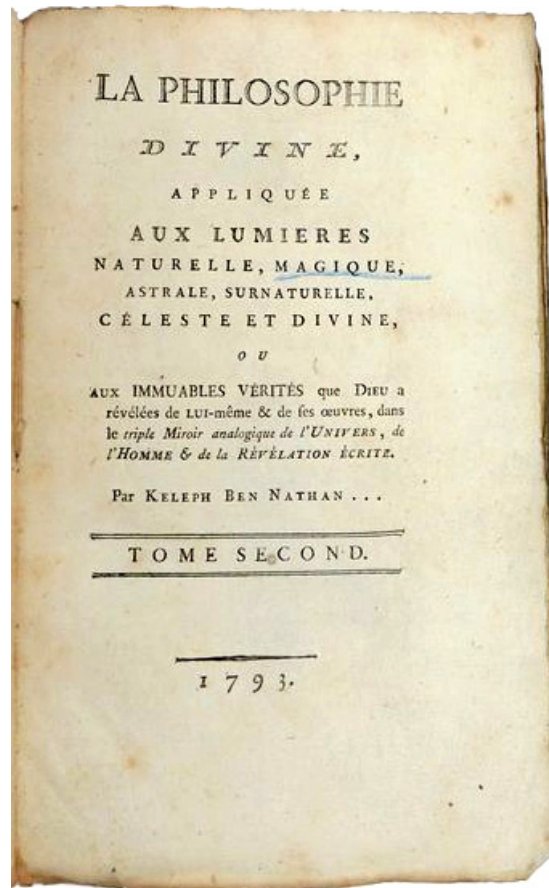 LA PHILOSOPHIE
DIVINE,
APPLIQUÉE
AUX LUMIERES
NATURELLE, MAGIQUE,
ASTRALE, SURNATURELLE,
CÉLESTE ET DIVINE,
OU
AUX IMMUABLES VÉRITÉS que DIEU a
révélées de LUI-même & de ſes œuvres, dans
le triple Miroir analogique de l'UNIVERS, de
l'HOMME & de la RÉVÉLATION ÉCRITE.
Par KELEPH BEN NATHAN...
TOME SECOND.
1793.